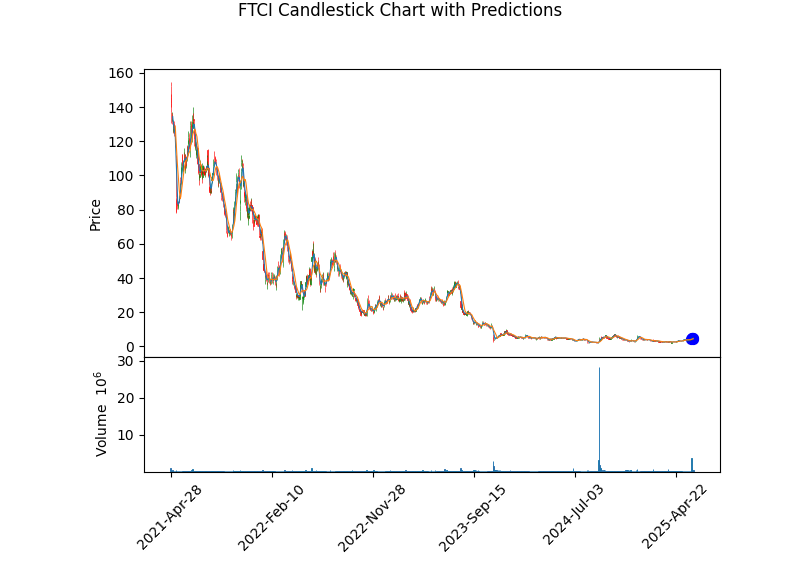 FTCI Candlestick Chart with Predictions
160
140
120
100
80
60
40
20
0
Price
30
20
10
Volume 10^6
2021-Apr-28
2022-Feb-10
2022-Nov-28
2023-Sep-15
2024-Jul-03
2025-Apr-22